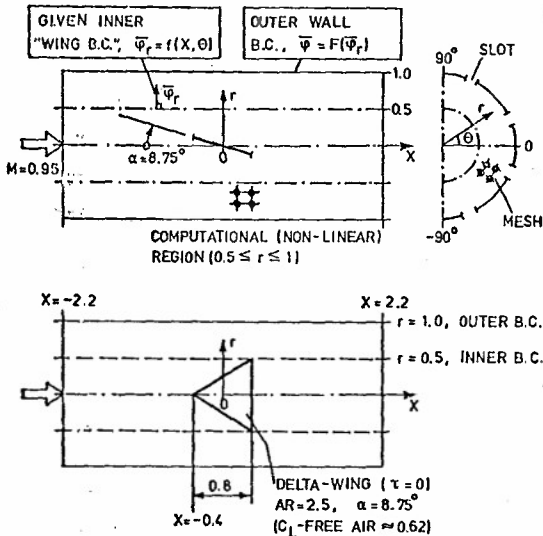 GIVEN INNER
"WING B.C.", φ̅r = f(X,Θ)
OUTER WALL
B.C., φ̅ = F(φ̅r)
1.0
0.5
φ̅r
r
α=8.75°
0
X
M=0.95
COMPUTATIONAL (NON-LINEAR)
REGION (0.5 ≤ r ≤ 1)
90°
SLOT
r
Θ
0
-90°
MESH
X=-2.2
X=2.2
r = 1.0, OUTER B.C.
r
r = 0.5, INNER B.C.
0
X
0.8
X=-0.4
DELTA-WING (τ=0)
AR=2.5, α=8.75°
(CL-FREE AIR ≈0.62)